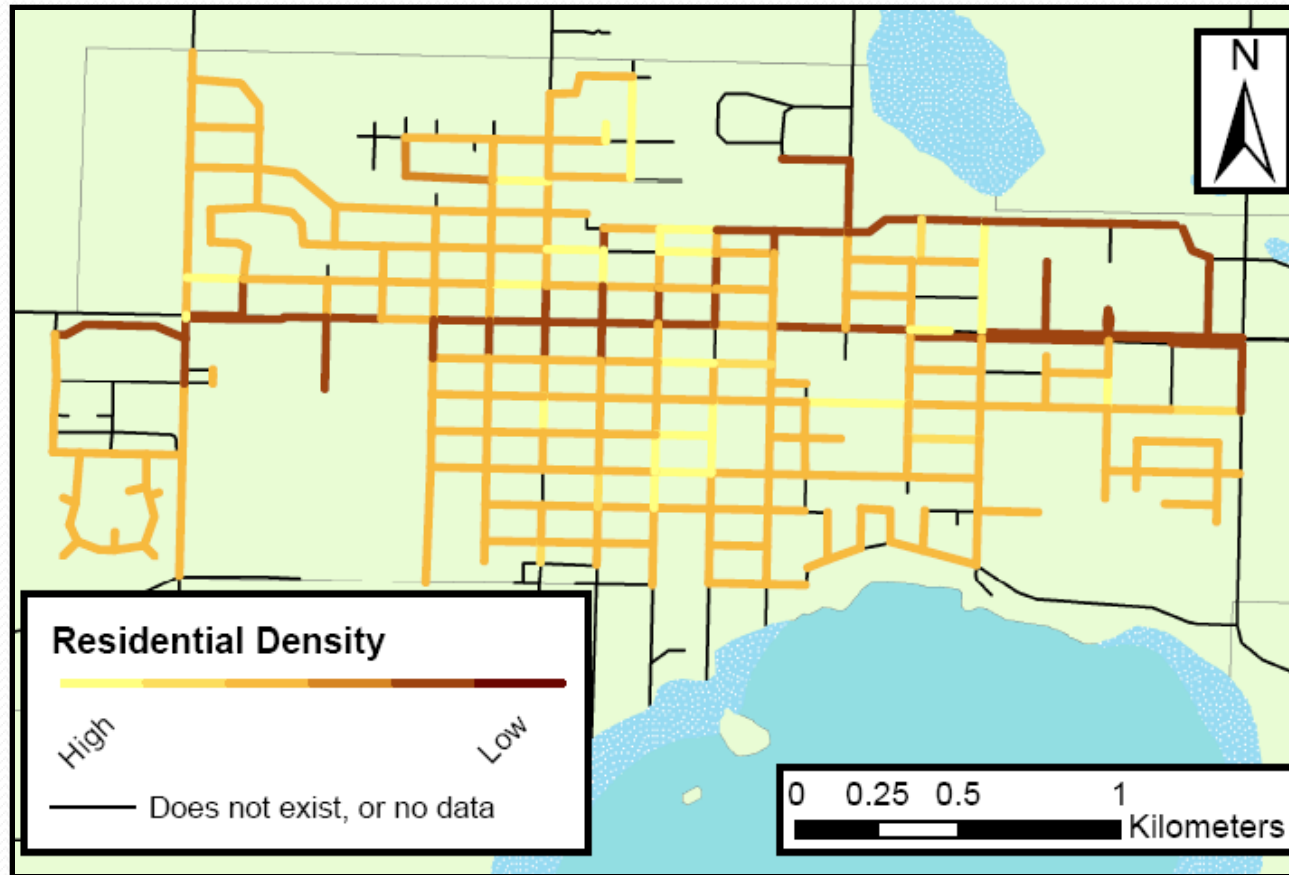 N
Residential Density
High
Low
Does not exist, or no data
0 0.25 0.5 1
Kilometers